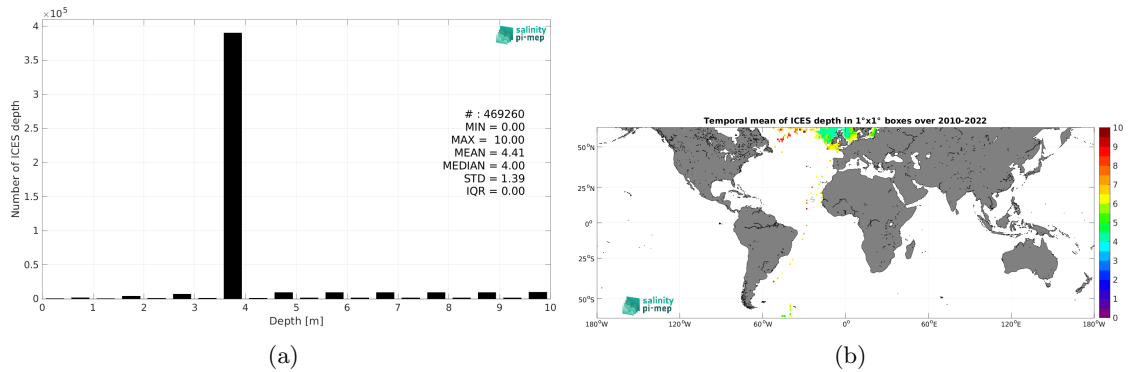 ×10⁵
4
3.5
3
2.5
2
1.5
1
0.5
0
Number of ICES depth
salinity
pi-mep
# : 469260
MIN = 0.00
MAX = 10.00
MEAN = 4.41
MEDIAN = 4.00
STD = 1.39
IQR = 0.00
0 1 2 3 4 5 6 7 8 9 10
Depth [m]
(a)
Temporal mean of ICES depth in 1°x1° boxes over 2010-2022
50°N
25°N
0°
25°S
50°S
salinity
pi-mep
180°W 120°W 60°W 0°E 60°E 120°E 180°W
10
9
8
7
6
5
4
3
2
1
0
(b)